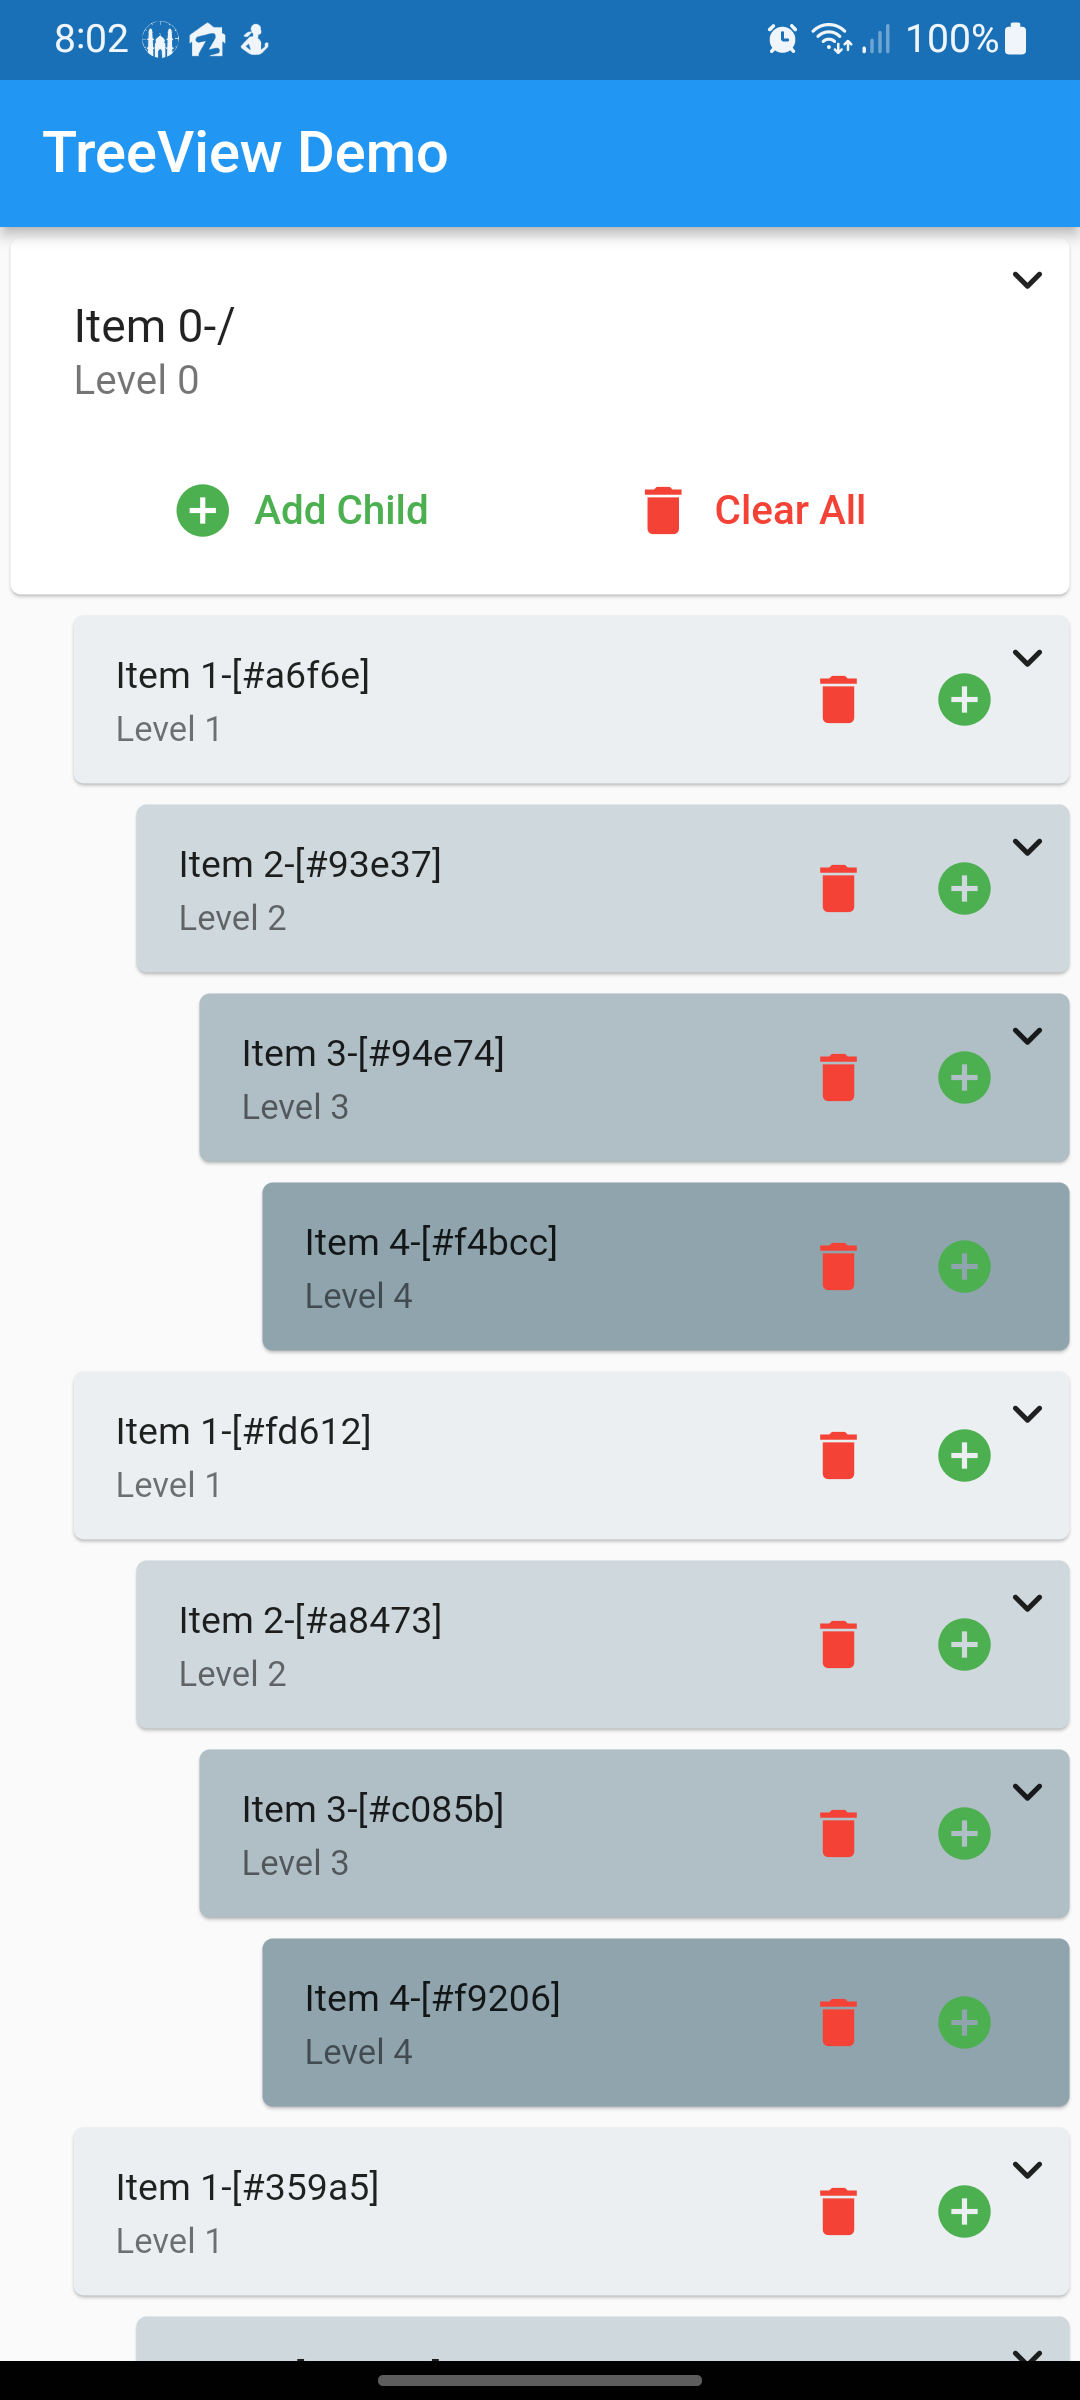 8:02 100%
TreeView Demo
Item 0-/
Level 0
Add Child Clear All
Item 1-[#a6f6e]
Level 1
Item 2-[#93e37]
Level 2
Item 3-[#94e74]
Level 3
Item 4-[#f4bcc]
Level 4
Item 1-[#fd612]
Level 1
Item 2-[#a8473]
Level 2
Item 3-[#c085b]
Level 3
Item 4-[#f9206]
Level 4
Item 1-[#359a5]
Level 1